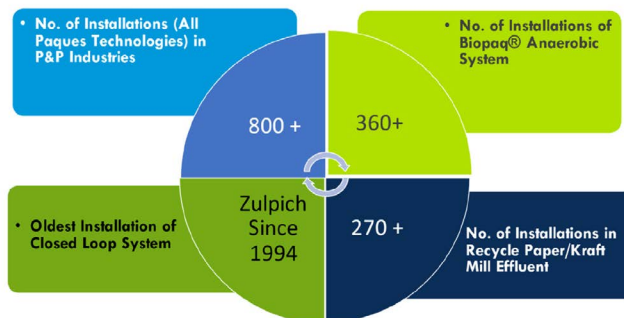 • No. of Installations (All
Paques Technologies) in
P&P Industries
• No. of Installations of
Biopaq® Anaerobic
System
800 +
360+
• Oldest Installation of
Closed Loop System
Zulpich
Since
1994
270 +
No. of Installations in
Recycle Paper/Kraft
Mill Effluent